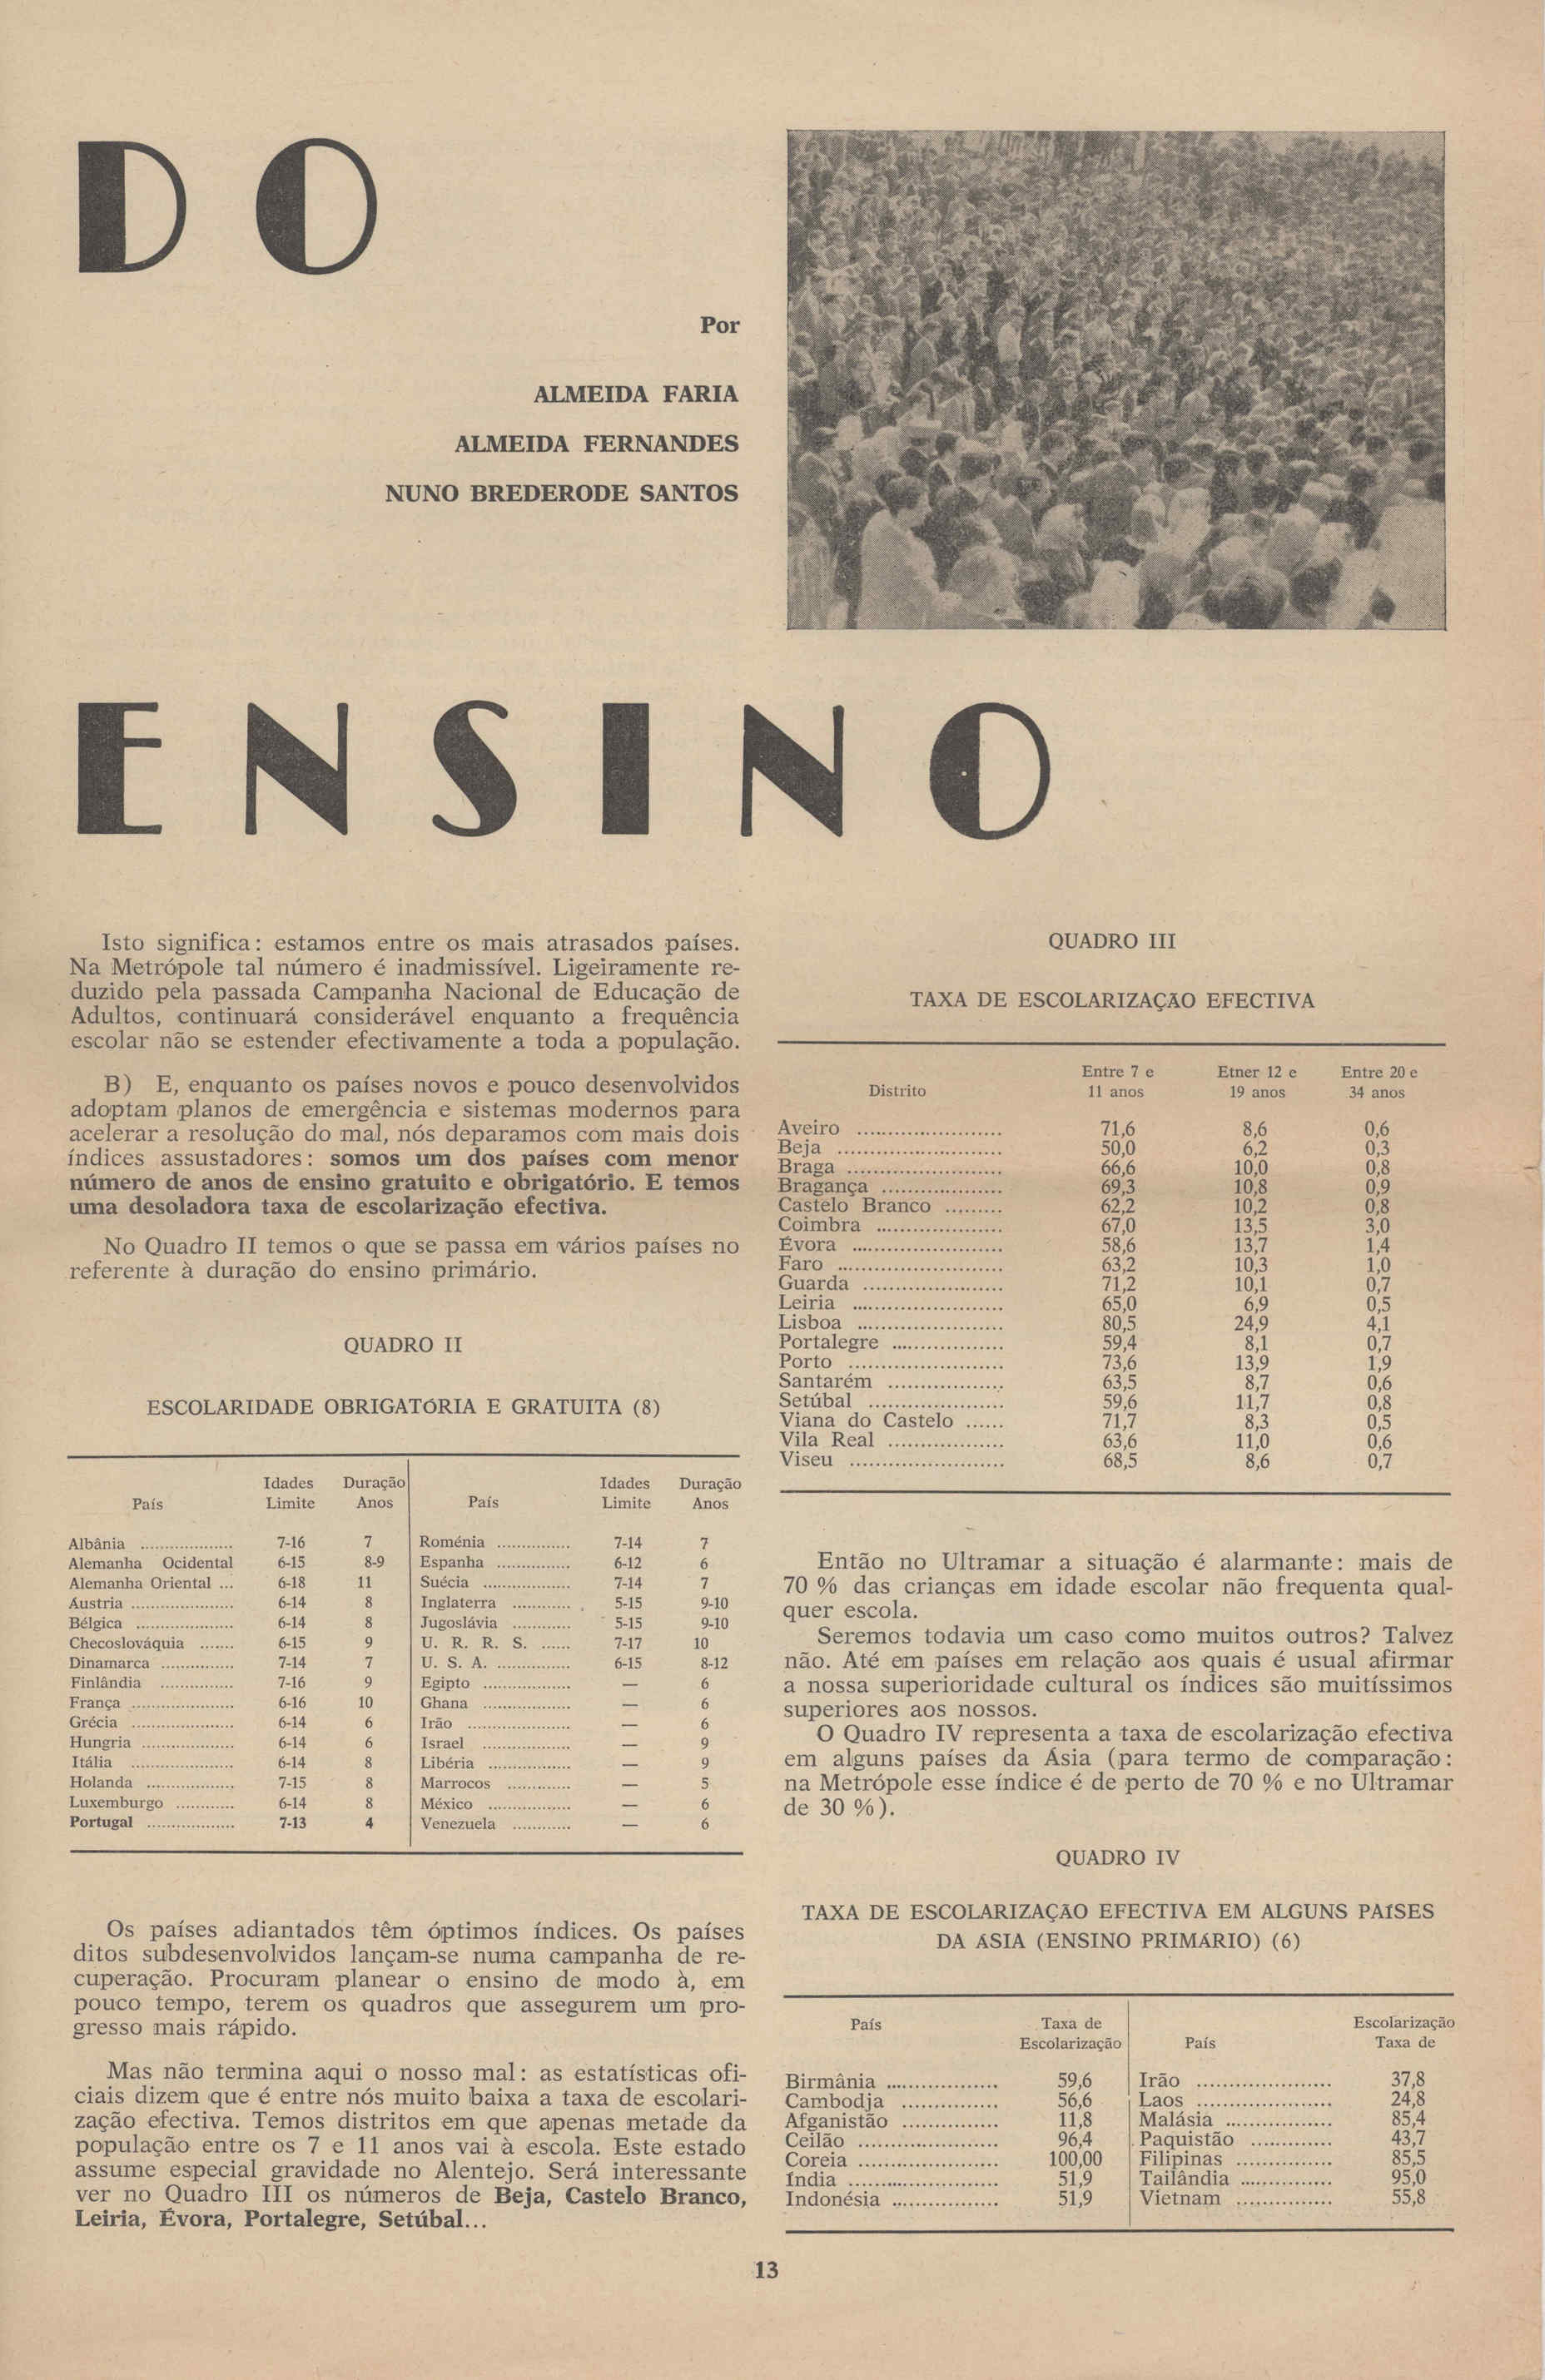 DO
Por
ALMEIDA FARIA
ALMEIDA FERNANDES
NUNO BREDERODE SANTOS
ENSINO
Isto significa: estamos entre os mais atrasados países.
Na Metrópole tal número é inadmissível. Ligeiramente re-
duzido pela passada Campanha Nacional de Educação de
Adultos, continuará considerável enquanto a frequência
escolar não se estender efectivamente a toda a população.
B) E, enquanto os países novos e pouco desenvolvidos
adoptam planos de emergência e sistemas modernos para
acelerar a resolução do mal, nós deparamos com mais dois
índices assustadores: somos um dos países com menor
número de anos de ensino gratuito e obrigatório. E temos
uma desoladora taxa de escolarização efectiva.
No Quadro II temos o que se passa em vários países no
referente à duração do ensino primário.
QUADRO II
ESCOLARIDADE OBRIGATÓRIA E GRATUITA (8)
País Idades Limite Duração Anos País Idades Limite Duração Anos
Albânia ................... 7-16 7 Roménia ............... 7-14 7
Alemanha Ocidental 6-15 8-9 Espanha ............... 6-12 6
Alemanha Oriental ... 6-18 11 Suécia .................. 7-14 7
Áustria ..................... 6-14 8 Inglaterra ............ 5-15 9-10
Bélgica .................... 6-14 8 Jugoslávia ............ 5-15 9-10
Checoslováquia ....... 6-15 9 U. R. R. S. ...... 7-17 10
Dinamarca ............... 7-14 7 U. S. A. ............... 6-15 8-12
Finlândia ............... 7-16 9 Egipto .................. — 6
França ..................... 6-16 10 Ghana .................. — 6
Grécia ..................... 6-14 6 Irão ..................... — 6
Hungria ................... 6-14 6 Israel .................. — 9
Itália ..................... 6-14 8 Libéria ................. — 9
Holanda .................. 7-15 8 Marrocos ............. — 5
Luxemburgo ............ 6-14 8 México ................. — 6
Portugal .................. 7-13 4 Venezuela ............ — 6
Os países adiantados têm óptimos índices. Os países
ditos subdesenvolvidos lançam-se numa campanha de re-
cuperação. Procuram planear o ensino de modo à, em
pouco tempo, terem os quadros que assegurem um pro-
gresso mais rápido.
Mas não termina aqui o nosso mal: as estatísticas ofi-
ciais dizem que é entre nós muito baixa a taxa de escolari-
zação efectiva. Temos distritos em que apenas metade da
população entre os 7 e 11 anos vai à escola. Este estado
assume especial gravidade no Alentejo. Será interessante
ver no Quadro III os números de Beja, Castelo Branco,
Leiria, Évora, Portalegre, Setúbal...
QUADRO III
TAXA DE ESCOLARIZAÇÃO EFECTIVA
Distrito Entre 7 e 11 anos Etner 12 e 19 anos Entre 20 e 34 anos
Aveiro ....................... 71,6 8,6 0,6
Beja .......................... 50,0 6,2 0,3
Braga ........................ 66,6 10,0 0,8
Bragança ................... 69,3 10,8 0,9
Castelo Branco ......... 62,2 10,2 0,8
Coimbra .................... 67,0 13,5 3,0
Évora ........................ 58,6 13,7 1,4
Faro .......................... 63,2 10,3 1,0
Guarda ...................... 71,2 10,1 0,7
Leiria ........................ 65,0 6,9 0,5
Lisboa ....................... 80,5 24,9 4,1
Portalegre .................. 59,4 8,1 0,7
Porto ......................... 73,6 13,9 1,9
Santarém .................. 63,5 8,7 0,6
Setúbal ..................... 59,6 11,7 0,8
Viana do Castelo ...... 71,7 8,3 0,5
Vila Real .................. 63,6 11,0 0,6
Viseu ........................ 68,5 8,6 0,7
Então no Ultramar a situação é alarmante: mais de
70 % das crianças em idade escolar não frequenta qual-
quer escola.
Seremos todavia um caso como muitos outros? Talvez
não. Até em países em relação aos quais é usual afirmar
a nossa superioridade cultural os índices são muitíssimos
superiores aos nossos.
O Quadro IV representa a taxa de escolarização efectiva
em alguns países da Ásia (para termo de comparação:
na Metrópole esse índice é de perto de 70 % e no Ultramar
de 30 %).
QUADRO IV
TAXA DE ESCOLARIZAÇÃO EFECTIVA EM ALGUNS PAÍSES
DA ÁSIA (ENSINO PRIMÁRIO) (6)
País Taxa de Escolarização País Escolarização Taxa de
Birmânia .................. 59,6 Irão ...................... 37,8
Cambodja ............... 56,6 Laos ...................... 24,8
Afganistão ............... 11,8 Malásia ................. 85,4
Ceilão ....................... 96,4 Paquistão ............. 43,7
Coreia ....................... 100,00 Filipinas ............... 85,5
Índia ......................... 51,9 Tailândia ............... 95,0
Indonésia ................. 51,9 Vietnam ............... 55,8
13